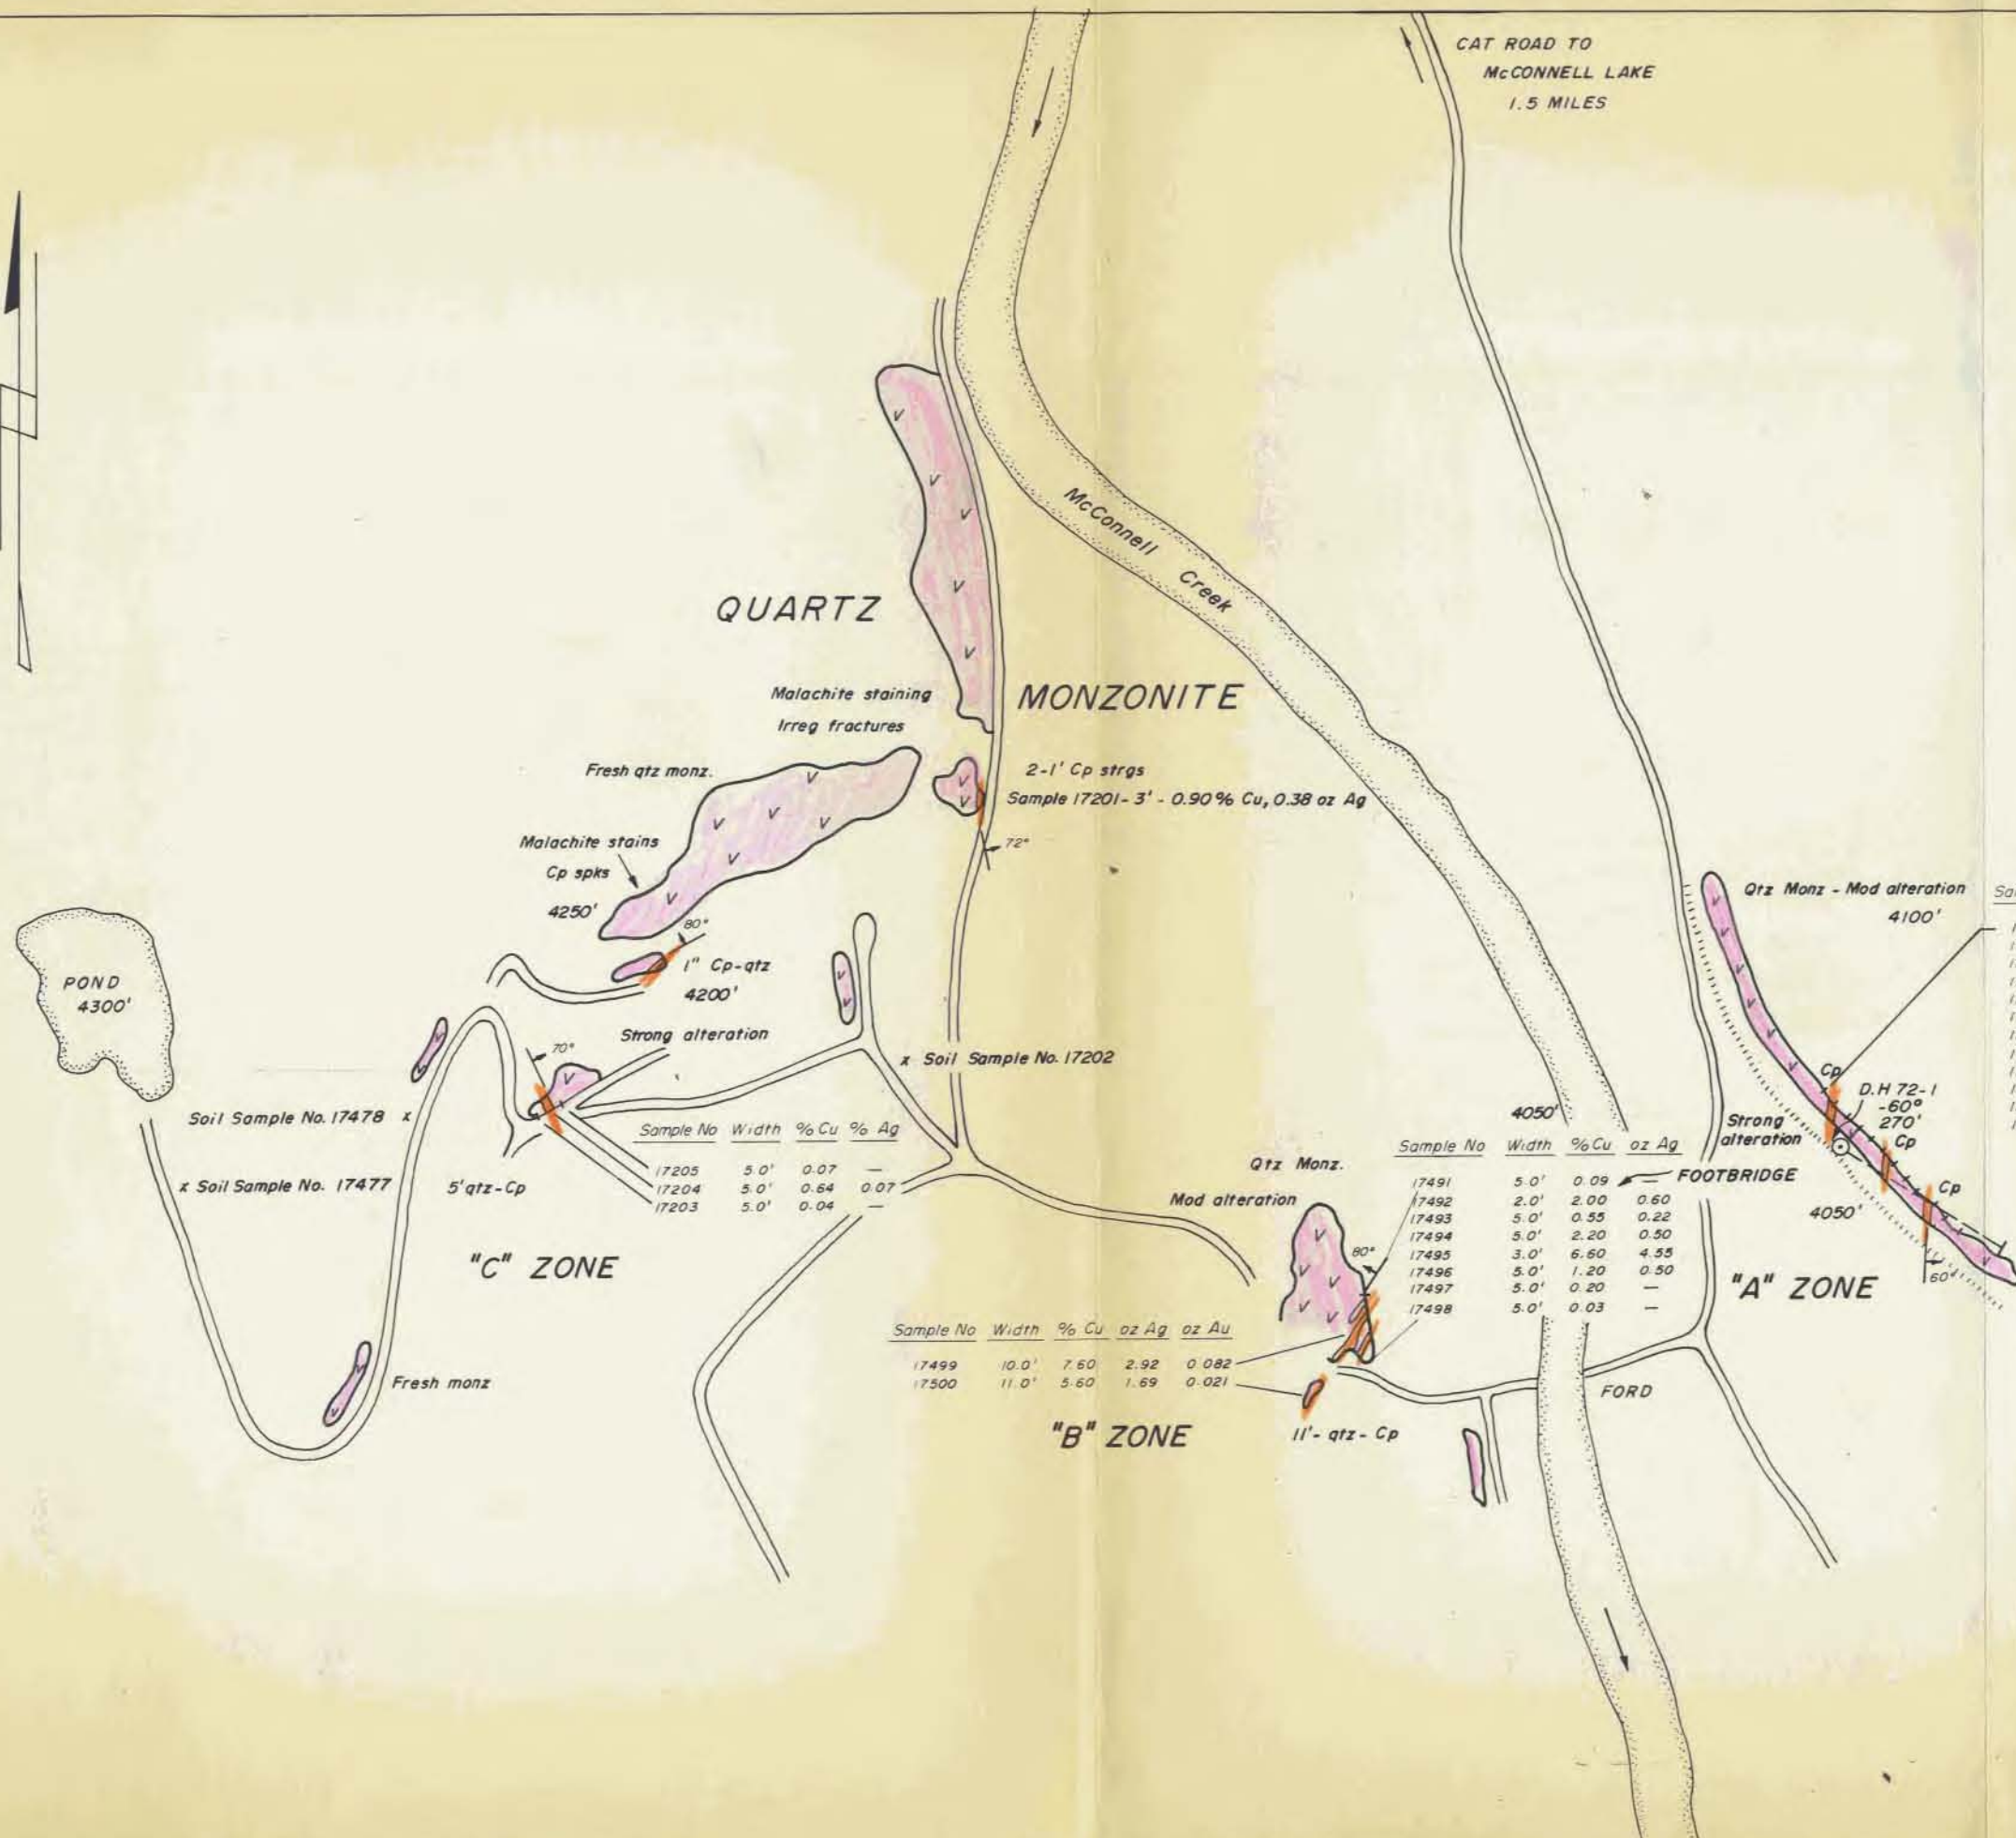 CAT ROAD TO
McCONNELL LAKE
1.5 MILES
McConnell
Creek
QUARTZ
MONZONITE
Malachite staining
Irreg fractures
Fresh qtz monz.
2-1' Cp strgs
Sample 17201- 3' - 0.90% Cu, 0.38 oz Ag
72°
Malachite stains
Cp spks
4250'
80°
1" Cp-qtz
4200'
POND
4300'
Strong alteration
70°
x Soil Sample No. 17202
Soil Sample No. 17478 x
x Soil Sample No. 17477
5' qtz-Cp
Sample No Width % Cu % Ag
17205 5.0' 0.07 —
17204 5.0' 0.64 0.07
17203 5.0' 0.04 —
"C" ZONE
Fresh monz
Qtz Monz - Mod alteration
4100'
Cp
D.H 72-1
-60°
270'
Strong
alteration
Cp
Cp
4050'
60°
"A" ZONE
4050'
Sample No Width % Cu oz Ag
17491 5.0' 0.09
17492 2.0' 2.00 0.60
17493 5.0' 0.55 0.22
17494 5.0' 2.20 0.50
17495 3.0' 6.60 4.55
17496 5.0' 1.20 0.50
17497 5.0' 0.20 —
17498 5.0' 0.03 —
FOOTBRIDGE
Qtz Monz.
Mod alteration
80°
Sample No Width % Cu oz Ag oz Au
17499 10.0' 7.60 2.92 0.082
17500 11.0' 5.60 1.69 0.021
"B" ZONE
11'- qtz - Cp
FORD